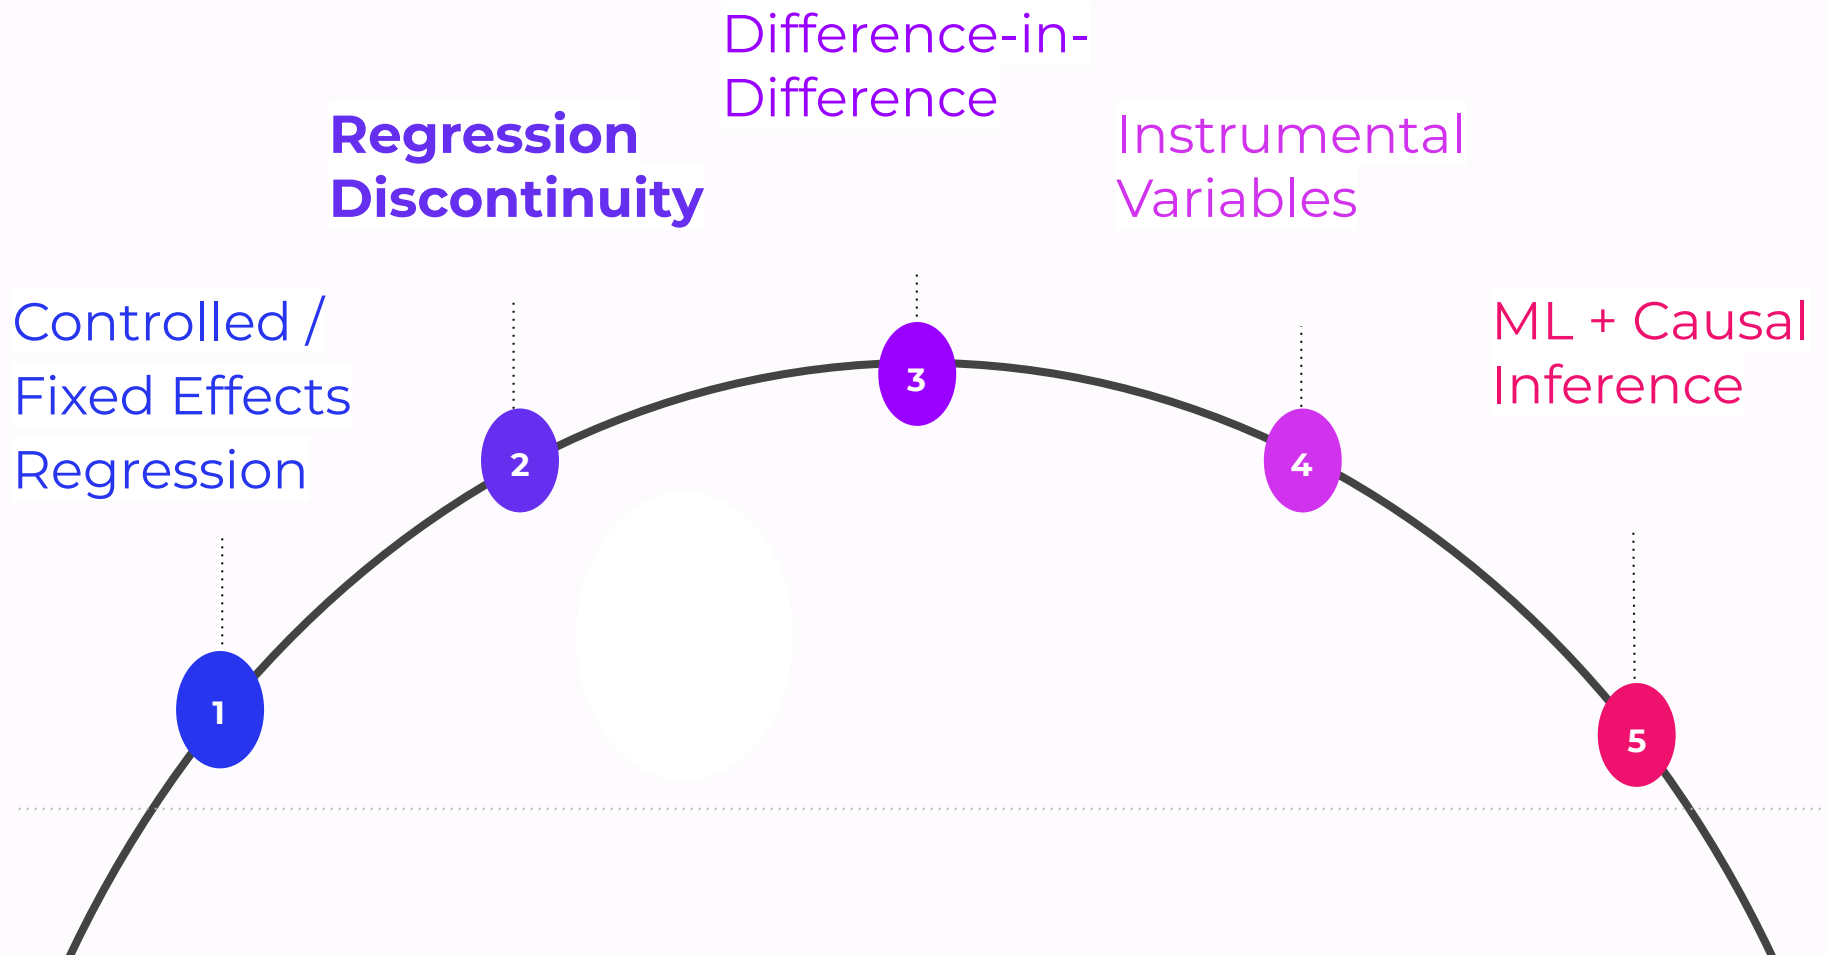 Difference-in-
Difference
Regression
Discontinuity
Instrumental
Variables
Controlled /
Fixed Effects
Regression
ML + Causal
Inference
3
2
4
1
5